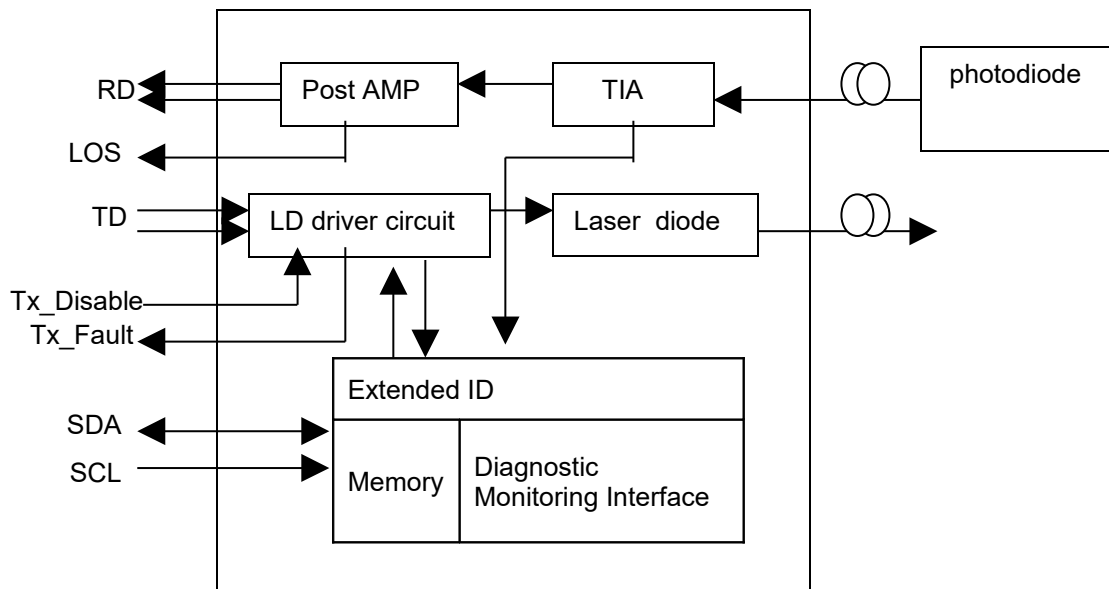 RD
Post AMP
TIA
photodiode
LOS
TD
LD driver circuit
Laser diode
Tx_Disable
Tx_Fault
Extended ID
SDA
SCL
Memory
Diagnostic
Monitoring Interface